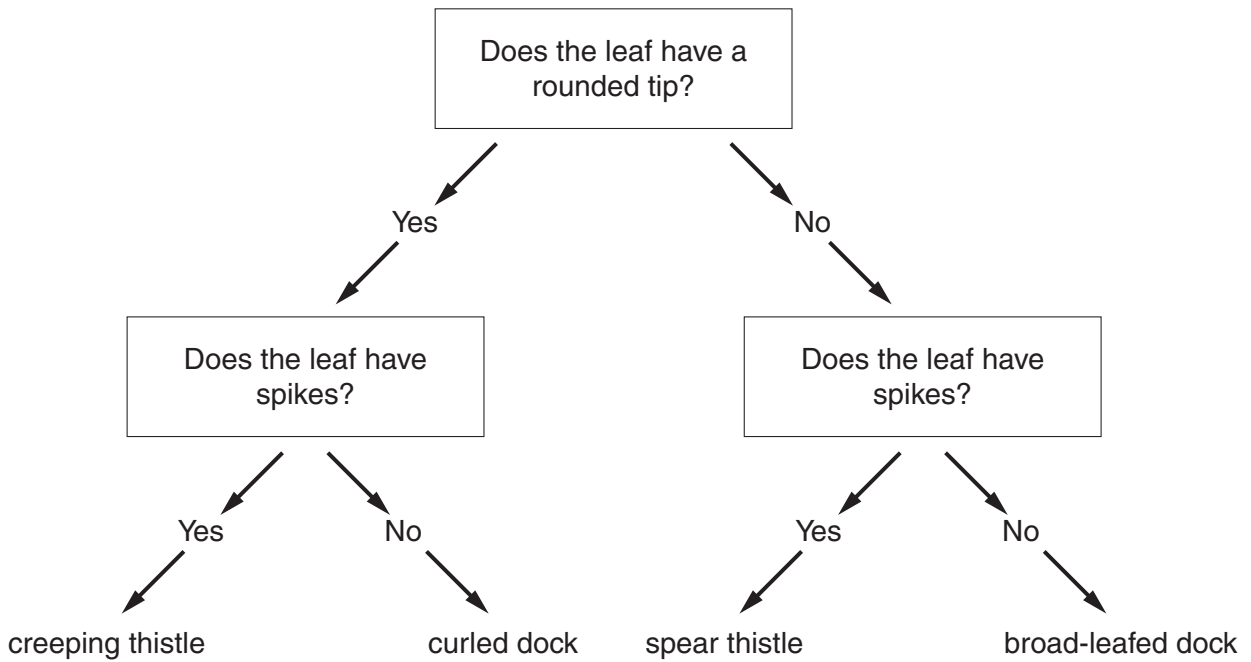 Does the leaf have a
rounded tip?
Yes
No
Does the leaf have
spikes?
Does the leaf have
spikes?
Yes
No
Yes
No
creeping thistle
curled dock
spear thistle
broad-leafed dock